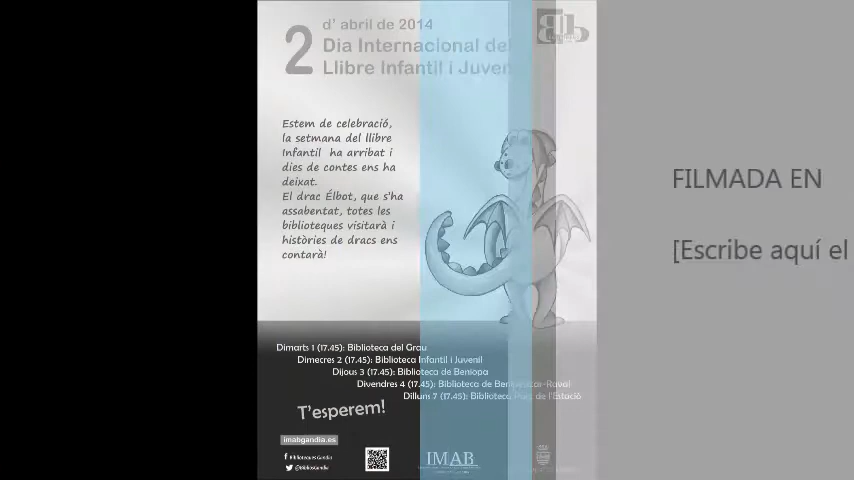 2
d' abril de 2014
Dia Internacional del
Llibre Infantil i Juvenil
Estem de celebració,
la setmana del llibre
Infantil ha arribat i
dies de contes ens ha
deixat.
El drac Élbot, que s'ha
assabentat, totes les
biblioteques visitarà i
històries de dracs ens
contarà!
Dimarts 1 (17.45): Biblioteca del Grau
Dimecres 2 (17.45): Biblioteca Infantil i Juvenil
Dijous 3 (17.45): Biblioteca de Beniopa
Divendres 4 (17.45): Biblioteca de Benipeixcar-Raval
Dilluns 7 (17.45): Biblioteca Parc de l'Estació
T'esperem!
imabgandia.es
Biblioteques Gandia
@BibliosGandia
IMAB
FILMADA EN
[Escribe aquí el